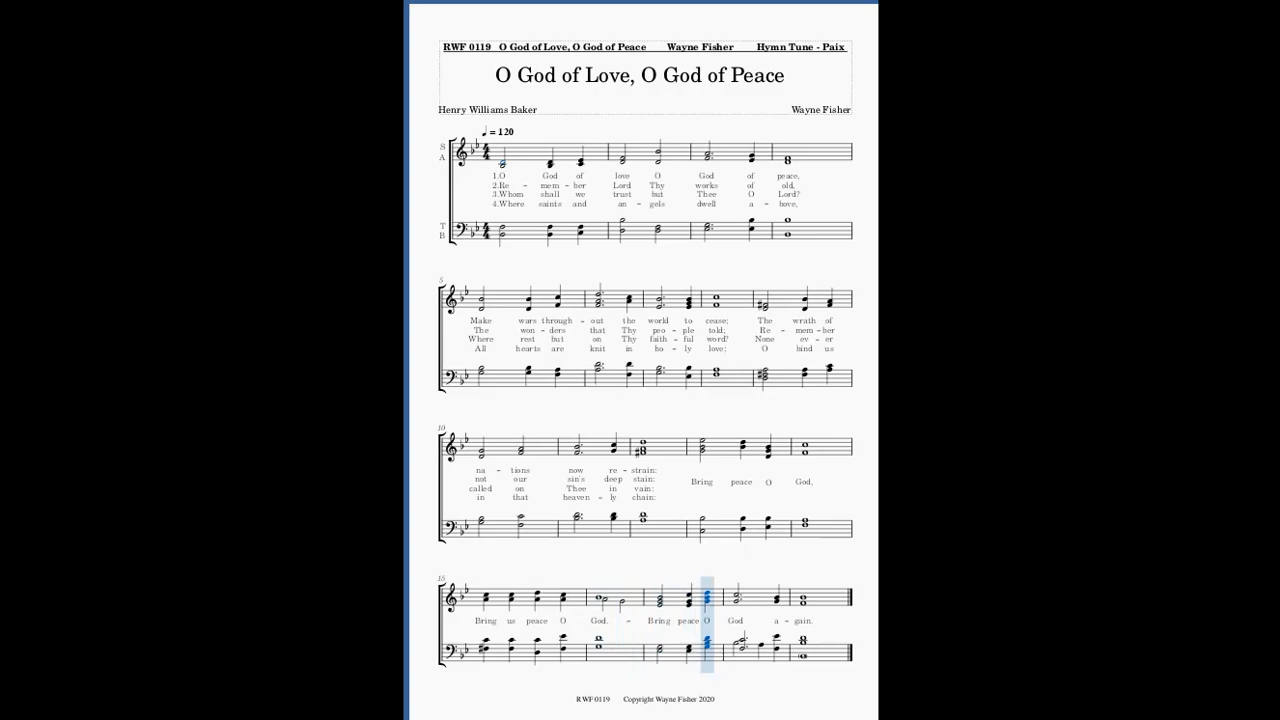 RWF 0119 O God of Love, O God of Peace Wayne Fisher Hymn Tune - Paix
O God of Love, O God of Peace
Henry Williams Baker Wayne Fisher
♩ = 120
S
A
4
4
1.O God of love O God of peace,
2.Re - mem - ber Lord Thy works of old,
3.Whom shall we trust but Thee O Lord?
4.Where saints and an - gels dwell a - bove,
T
B
4
4
5
Make wars through - out the world to cease; The wrath of
The won - ders that Thy peo - ple told; Re - mem - ber
Where rest but on Thy faith - ful word? None ev - er
All hearts are knit in ho - ly love; O bind us
10
na - tions now re - strain:
not our sin's deep stain:
called on Thee in vain:
in that heaven - ly chain:
Bring peace O God,
15
Bring us peace O God. - Bring peace O God a - gain.
RWF 0119 Copyright Wayne Fisher 2020